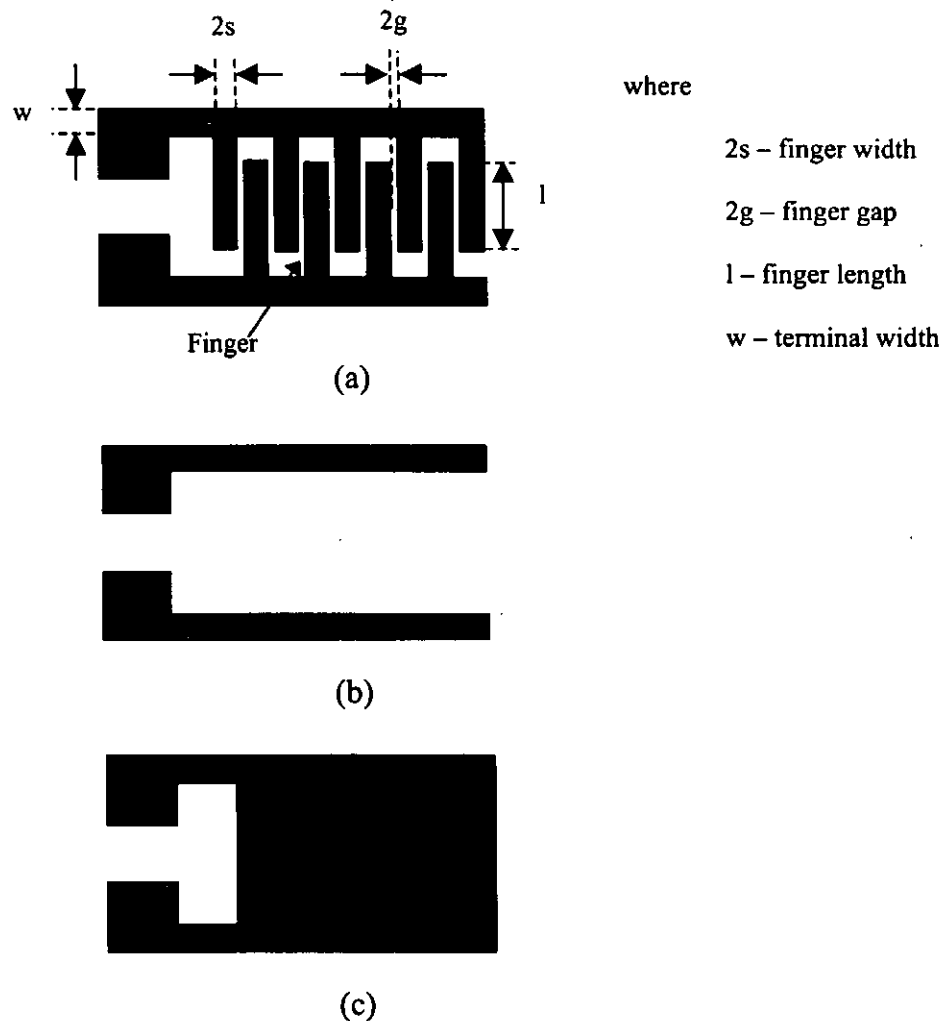 2s
2g
where
w
2s – finger width
l
2g – finger gap
l – finger length
Finger
w – terminal width
(a)
(b)
(c)